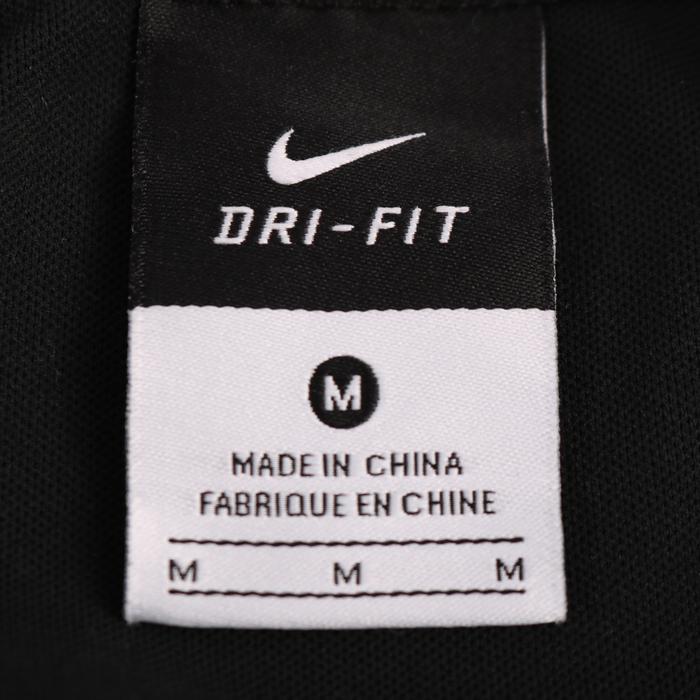 DRI-FIT
M
MADE IN CHINA
FABRIQUE EN CHINE
M M M